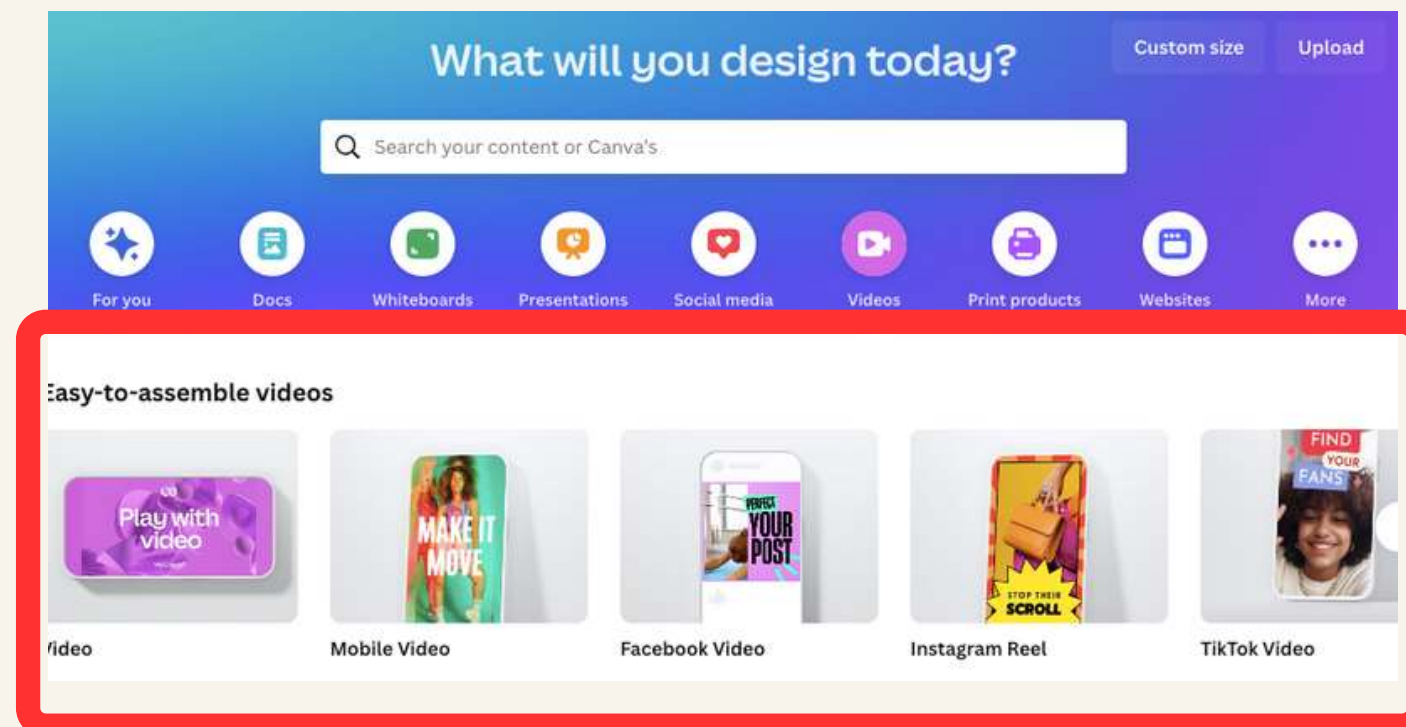 What will you design today?
Custom size
Upload
Search your content or Canva's
For you
Docs
Whiteboards
Presentations
Social media
Videos
Print products
Websites
More
Easy-to-assemble videos
Play with
video
MAKE IT
MOVE
PERFECT
YOUR
POST
STOP THEIR
SCROLL
FIND
YOUR
FANS
Video
Mobile Video
Facebook Video
Instagram Reel
TikTok Video